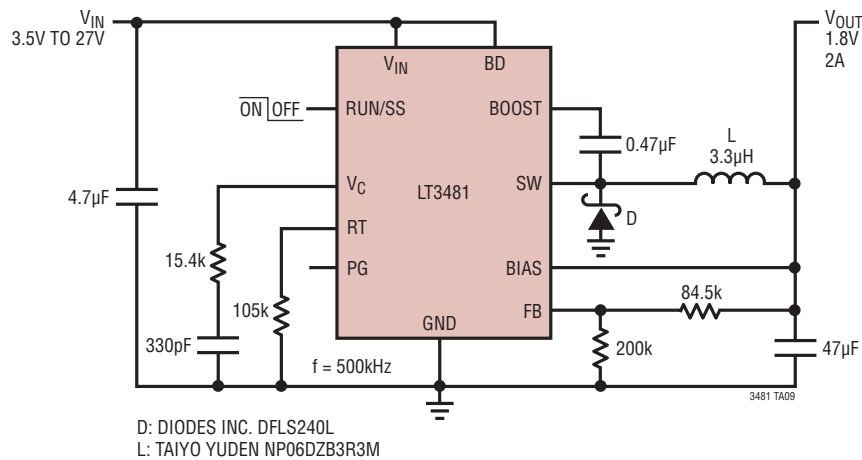 VIN
3.5V TO 27V
VOUT
1.8V
2A
VIN
BD
ON OFF
RUN/SS
BOOST
L
3.3µH
0.47µF
4.7µF
VC
LT3481
SW
D
15.4k
RT
PG
BIAS
105k
84.5k
FB
GND
330pF
f = 500kHz
200k
47µF
3481 TA09
D: DIODES INC. DFLS240L
L: TAIYO YUDEN NP06DZB3R3M